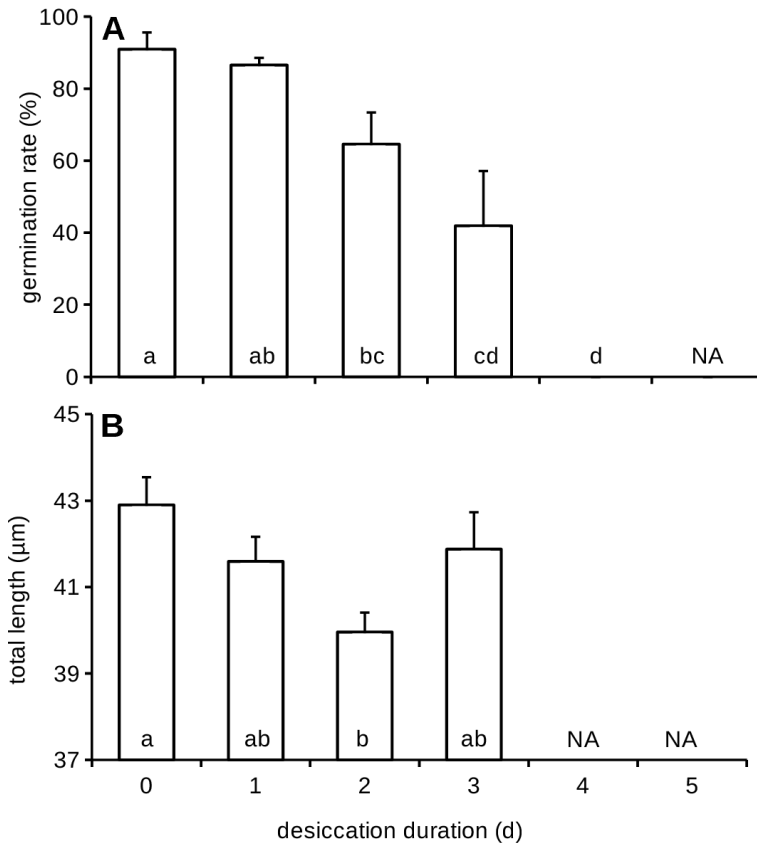 A
100
80
60
40
20
0
germination rate (%)
a ab bc cd d NA
B
45
43
41
39
37
total length (µm)
a ab b ab NA NA
0 1 2 3 4 5
desiccation duration (d)